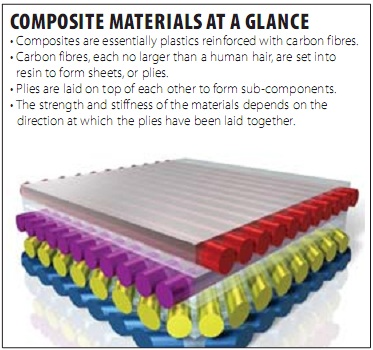 COMPOSITE MATERIALS AT A GLANCE
• Composites are essentially plastics reinforced with carbon fibres.
• Carbon fibres, each no larger than a human hair, are set into
resin to form sheets, or plies.
• Plies are laid on top of each other to form sub-components.
• The strength and stiffness of the materials depends on the
direction at which the plies have been laid together.